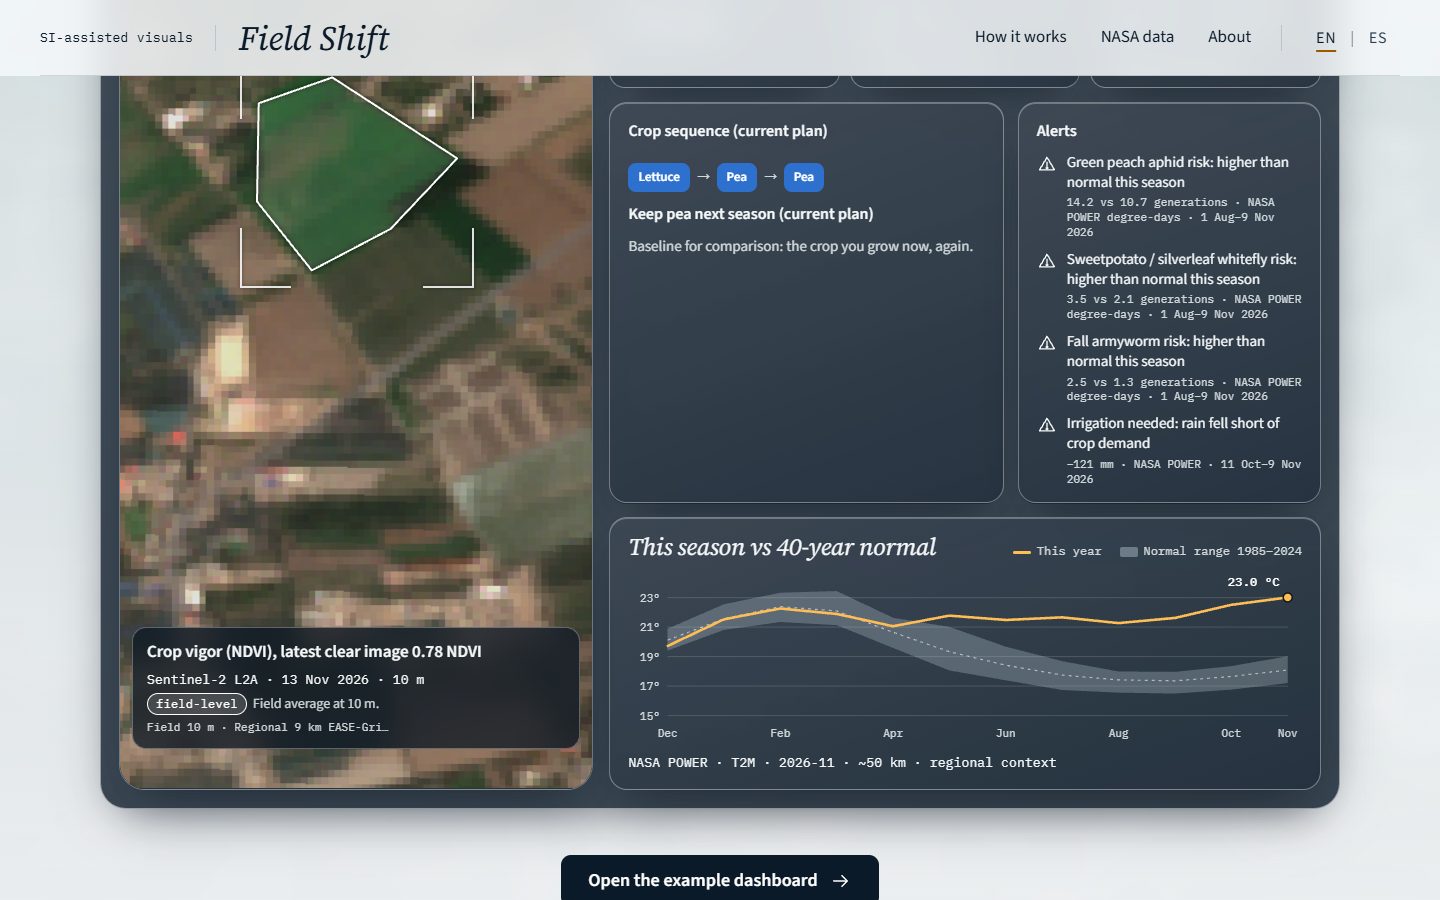 SI-assisted visuals
Field Shift
How it works
NASA data
About
EN | ES
Crop sequence (current plan)
Lettuce → Pea → Pea
Keep pea next season (current plan)
Baseline for comparison: the crop you grow now, again.
Alerts
Green peach aphid risk: higher than
normal this season
14.2 vs 10.7 generations · NASA
POWER degree-days · 1 Aug–9 Nov
2026
Sweetpotato / silverleaf whitefly risk:
higher than normal this season
3.5 vs 2.1 generations · NASA POWER
degree-days · 1 Aug–9 Nov 2026
Fall armyworm risk: higher than
normal this season
2.5 vs 1.3 generations · NASA POWER
degree-days · 1 Aug–9 Nov 2026
Irrigation needed: rain fell short of
crop demand
−121 mm · NASA POWER · 11 Oct–9 Nov
2026
Crop vigor (NDVI), latest clear image 0.78 NDVI
Sentinel-2 L2A · 13 Nov 2026 · 10 m
field-level Field average at 10 m.
Field 10 m · Regional 9 km EASE-Gri…
This season vs 40-year normal
This year
Normal range 1985–2024
23.0 °C
23°
21°
19°
17°
15°
Dec Feb Apr Jun Aug Oct Nov
NASA POWER · T2M · 2026-11 · ~50 km · regional context
Open the example dashboard →